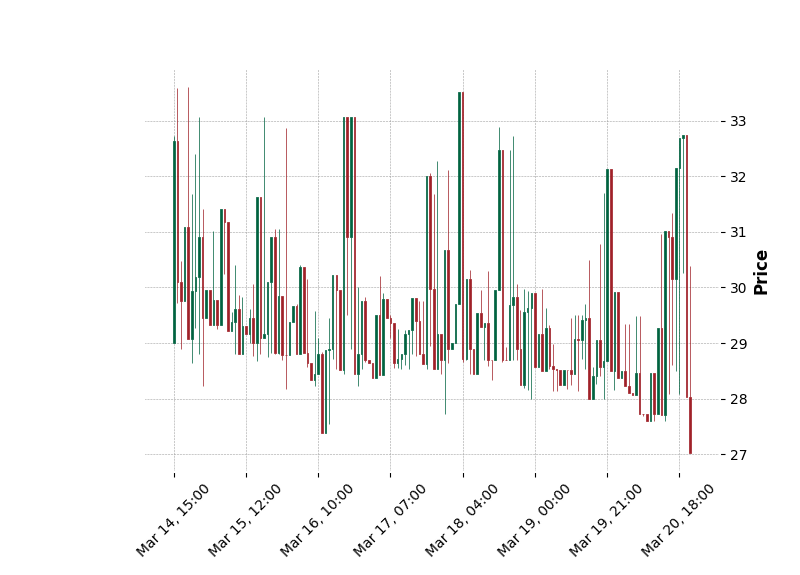 33
32
31
30
29
28
27
Price
Mar 14, 15:00
Mar 15, 12:00
Mar 16, 10:00
Mar 17, 07:00
Mar 18, 04:00
Mar 19, 00:00
Mar 19, 21:00
Mar 20, 18:00